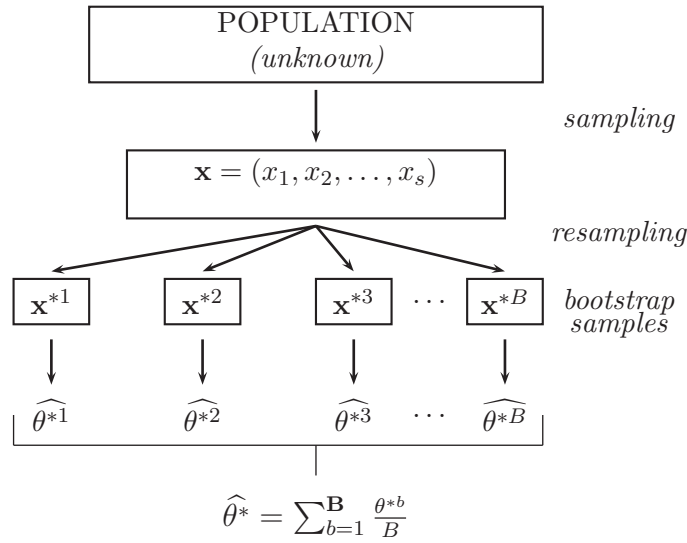 POPULATION
(unknown)
sampling
x = (x₁, x₂, . . . , xₛ)
resampling
x*¹ x*² x*³ · · · x*ᴮ
bootstrap
samples
θ̂*¹ θ̂*² θ̂*³ · · · θ̂*ᴮ
θ̂* = ∑_{b=1}^{B} θ*ᵇ/B